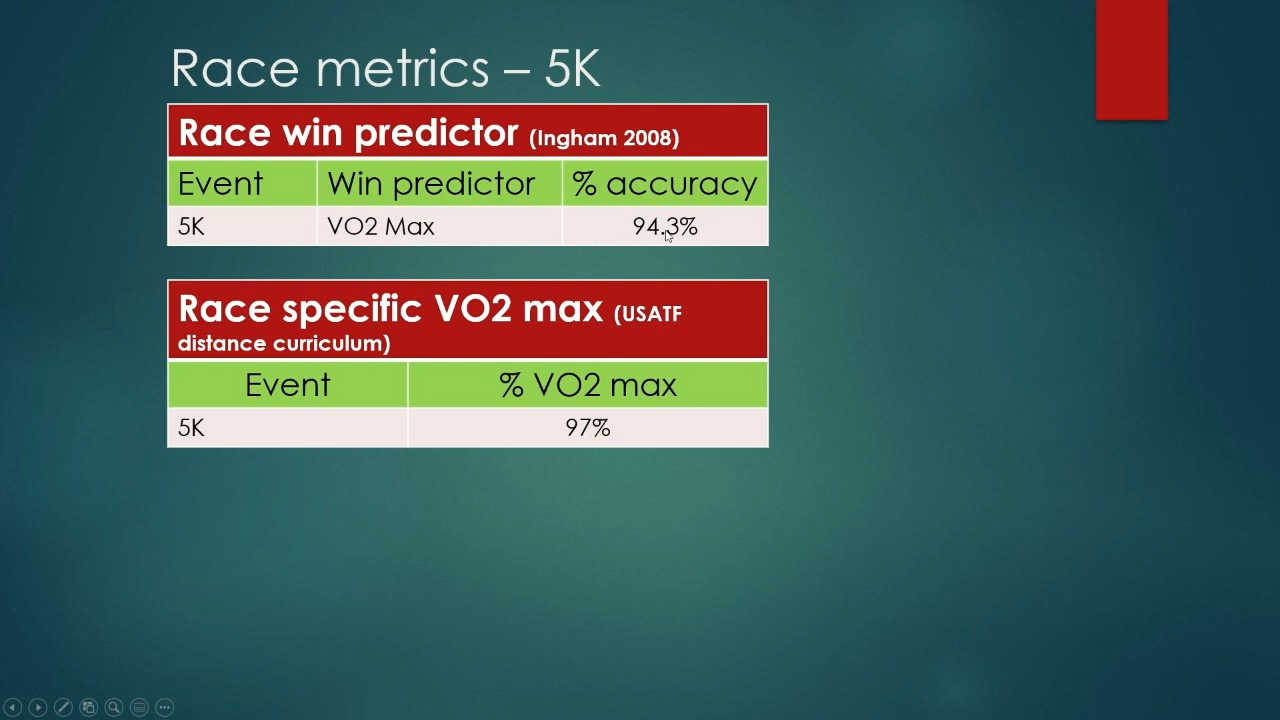 Race metrics – 5K
Race win predictor (Ingham 2008)
Event Win predictor % accuracy
5K VO2 Max 94.3%
Race specific VO2 max (USATF
distance curriculum)
Event % VO2 max
5K 97%